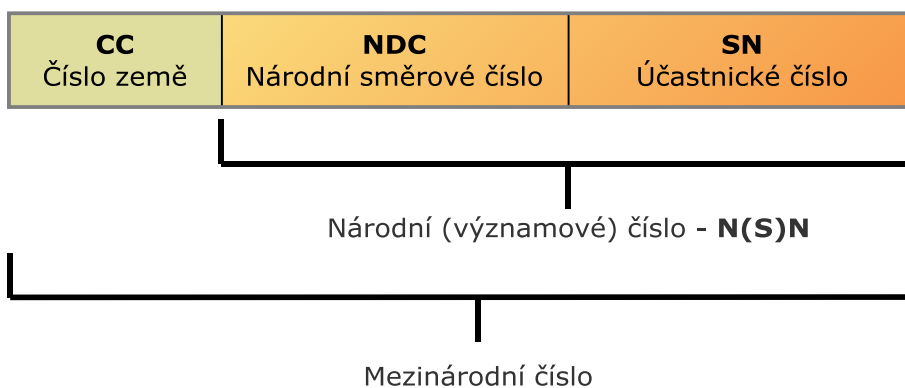 CC
Číslo země
NDC
Národní směrové číslo
SN
Účastnické číslo
Národní (významové) číslo - N(S)N
Mezinárodní číslo